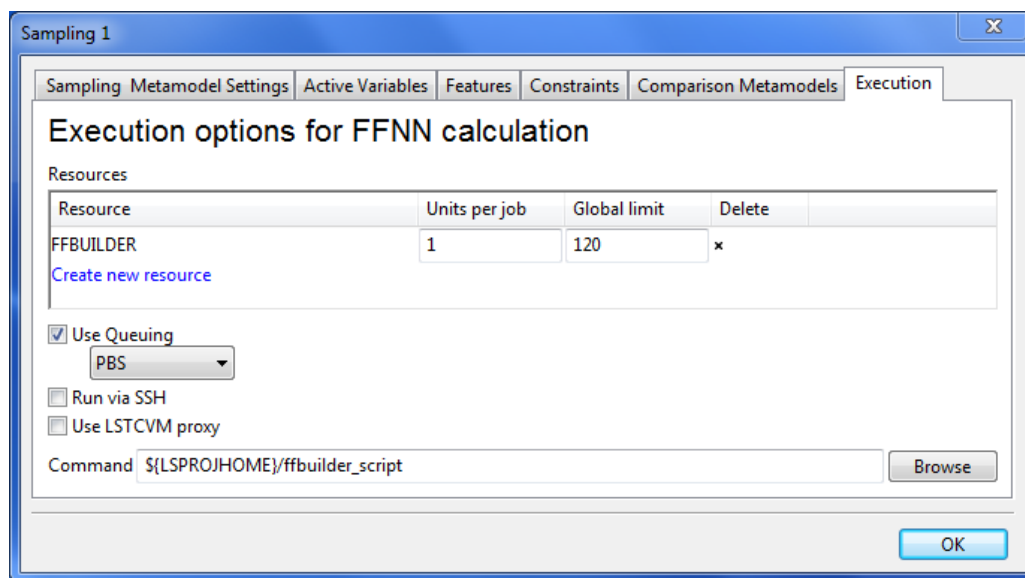 Sampling 1
Sampling Metamodel Settings Active Variables Features Constraints Comparison Metamodels Execution
Execution options for FFNN calculation
Resources
Resource Units per job Global limit Delete
FFBUILDER 1 120 ×
Create new resource
Use Queuing
PBS
Run via SSH
Use LSTCVM proxy
Command ${LSPROJHOME}/ffbuilder_script Browse
OK